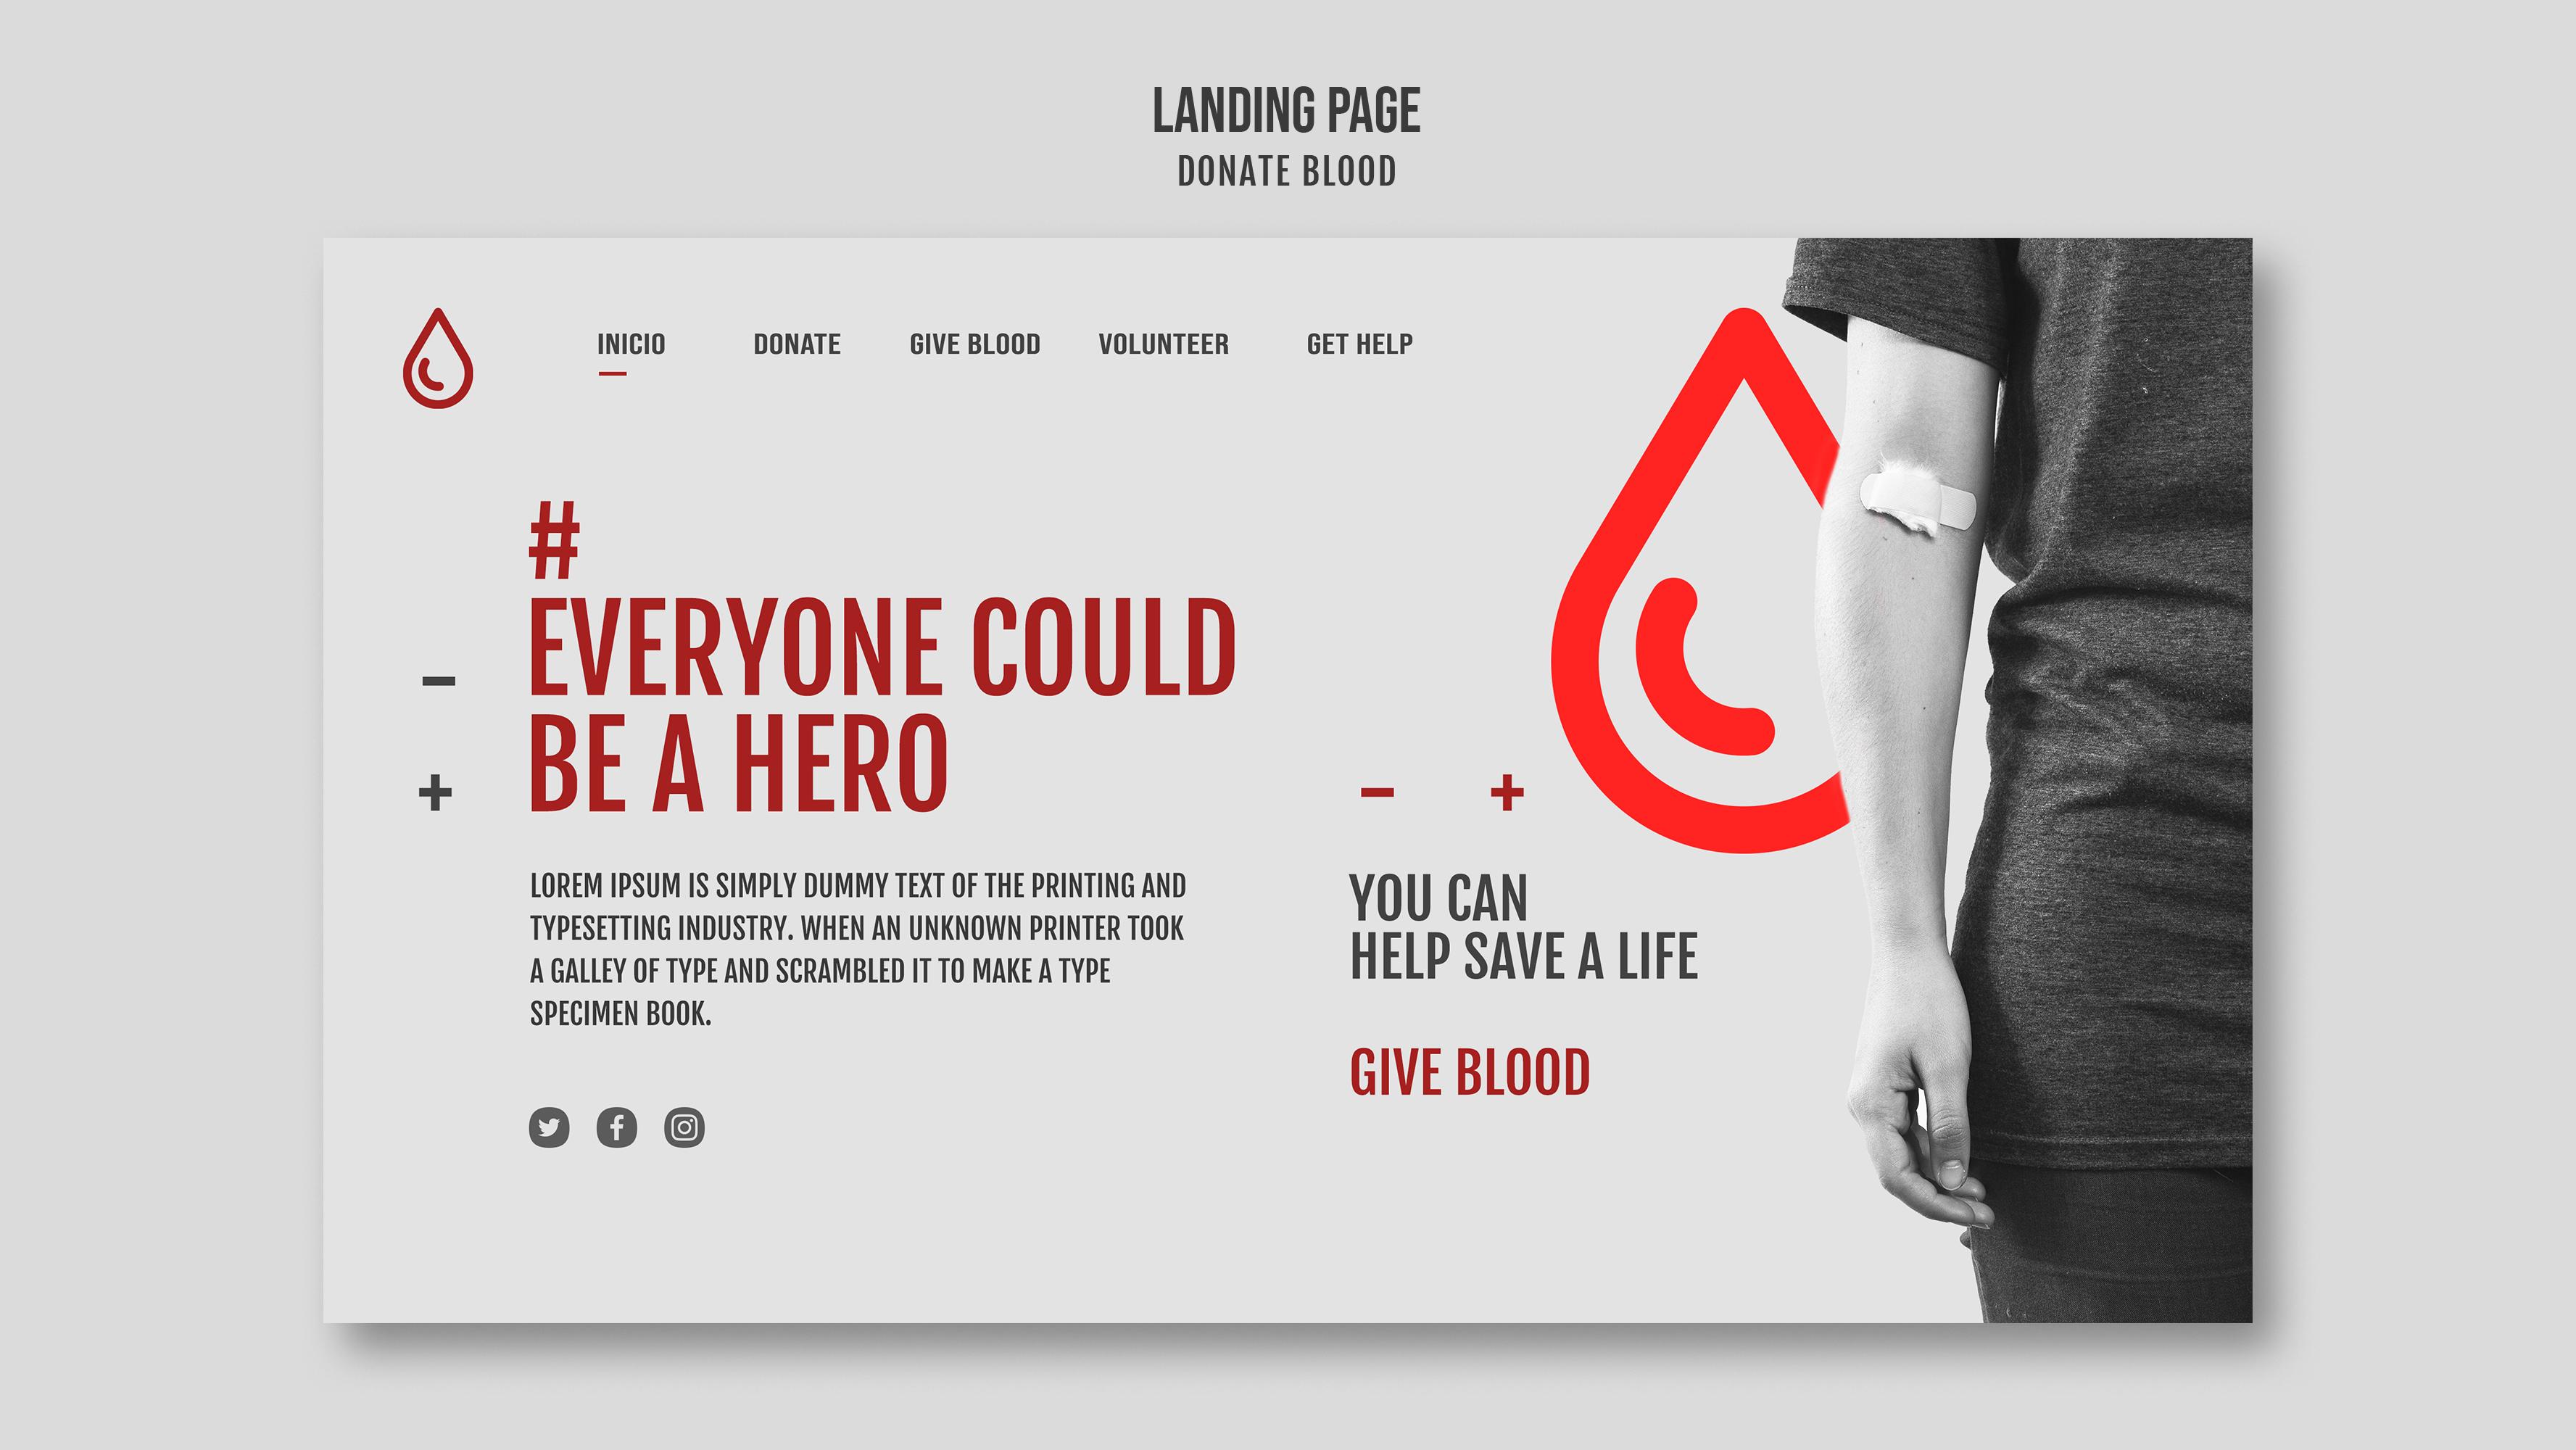 LANDING PAGE
DONATE BLOOD
INICIO DONATE GIVE BLOOD VOLUNTEER GET HELP
#
EVERYONE COULD
BE A HERO
–
+
LOREM IPSUM IS SIMPLY DUMMY TEXT OF THE PRINTING AND
TYPESETTING INDUSTRY. WHEN AN UNKNOWN PRINTER TOOK
A GALLEY OF TYPE AND SCRAMBLED IT TO MAKE A TYPE
SPECIMEN BOOK.
– +
YOU CAN
HELP SAVE A LIFE
GIVE BLOOD